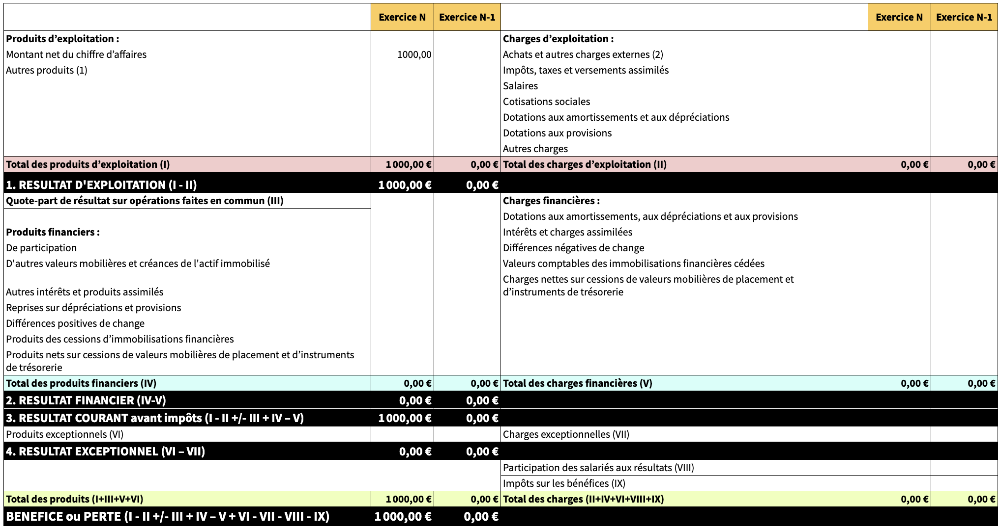 Exercice N Exercice N-1 Exercice N Exercice N-1
Produits d’exploitation : Charges d’exploitation :
Montant net du chiffre d’affaires 1000,00 Achats et autres charges externes (2)
Autres produits (1) Impôts, taxes et versements assimilés
Salaires
Cotisations sociales
Dotations aux amortissements et aux dépréciations
Dotations aux provisions
Autres charges
Total des produits d’exploitation (I) 1 000,00 € 0,00 € Total des charges d’exploitation (II) 0,00 € 0,00 €
1. RESULTAT D'EXPLOITATION (I - II) 1 000,00 € 0,00 €
Quote-part de résultat sur opérations faites en commun (III) Charges financières :
Dotations aux amortissements, aux dépréciations et aux provisions
Produits financiers : Intérêts et charges assimilées
De participation Différences négatives de change
D'autres valeurs mobilières et créances de l'actif immobilisé Valeurs comptables des immobilisations financières cédées
Charges nettes sur cessions de valeurs mobilières de placement et
Autres intérêts et produits assimilés d’instruments de trésorerie
Reprises sur dépréciations et provisions
Différences positives de change
Produits des cessions d’immobilisations financières
Produits nets sur cessions de valeurs mobilières de placement et d’instruments
de trésorerie
Total des produits financiers (IV) 0,00 € 0,00 € Total des charges financières (V) 0,00 € 0,00 €
2. RESULTAT FINANCIER (IV-V) 0,00 € 0,00 €
3. RESULTAT COURANT avant impôts (I - II +/- III + IV – V) 1 000,00 € 0,00 €
Produits exceptionnels (VI) Charges exceptionnelles (VII)
4. RESULTAT EXCEPTIONNEL (VI – VII) 0,00 € 0,00 €
Participation des salariés aux résultats (VIII)
Impôts sur les bénéfices (IX)
Total des produits (I+III+V+VI) 1 000,00 € 0,00 € Total des charges (II+IV+VI+VIII+IX) 0,00 € 0,00 €
BENEFICE ou PERTE (I - II +/- III + IV – V + VI - VII - VIII - IX) 1 000,00 € 0,00 €